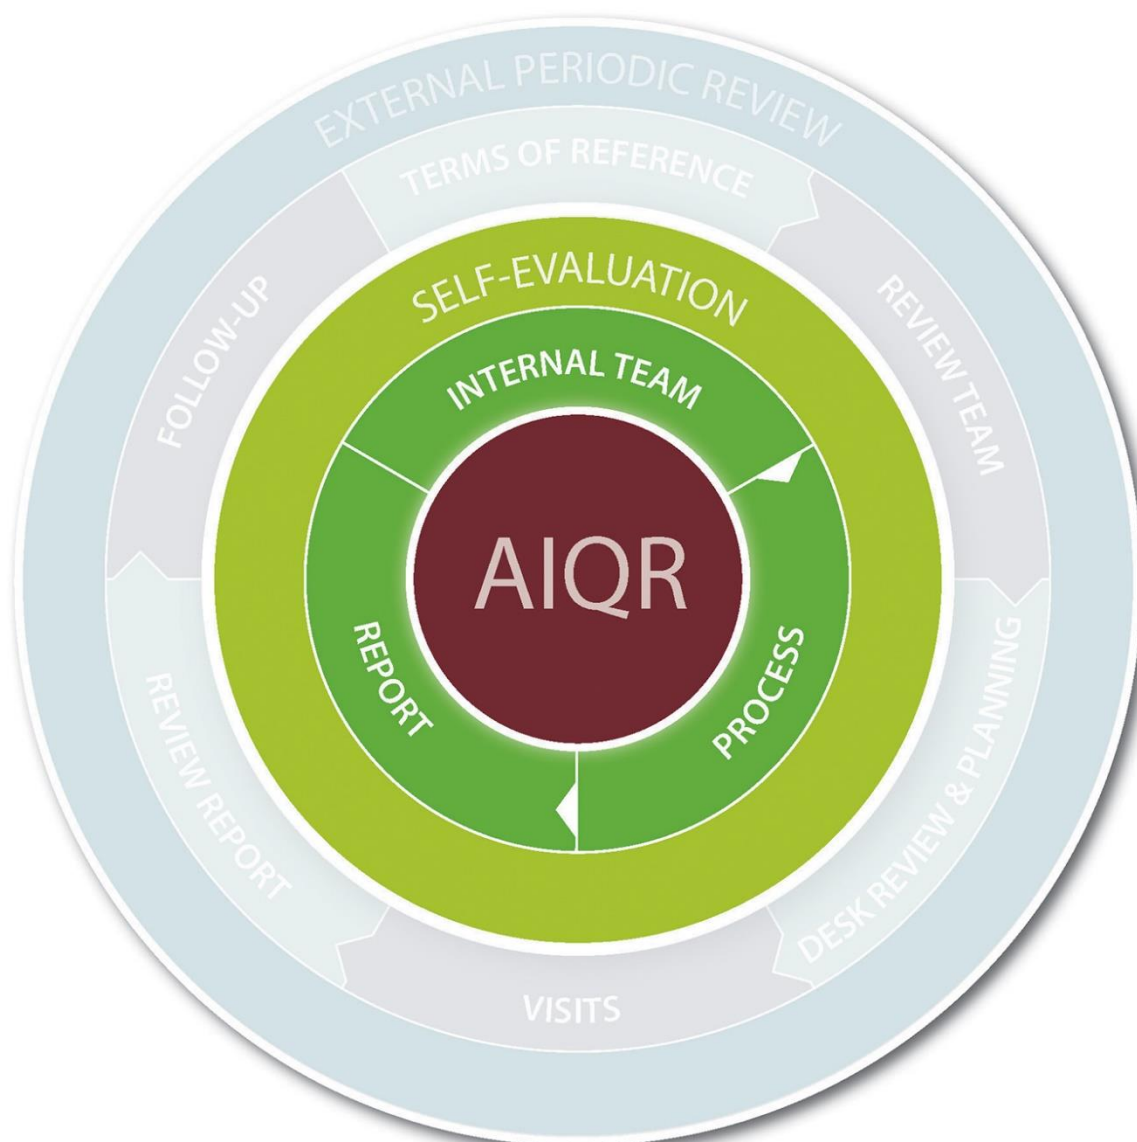 EXTERNAL PERIODIC REVIEW
TERMS OF REFERENCE
REVIEW TEAM
DESK REVIEW & PLANNING
VISITS
REVIEW REPORT
FOLLOW-UP
SELF-EVALUATION
INTERNAL TEAM
PROCESS
REPORT
AIQR